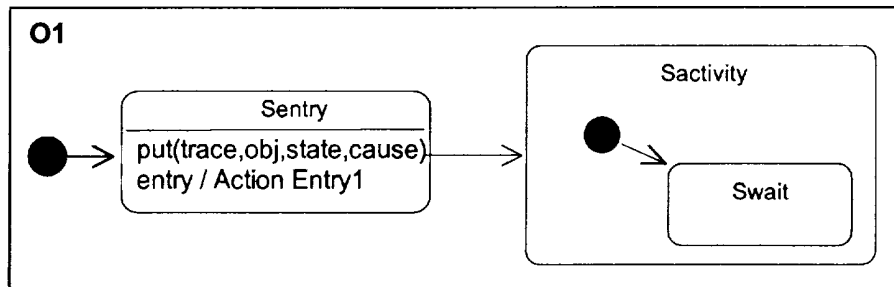 O1
Sentry
put(trace,obj,state,cause)
entry / Action Entry1
Sactivity
Swait